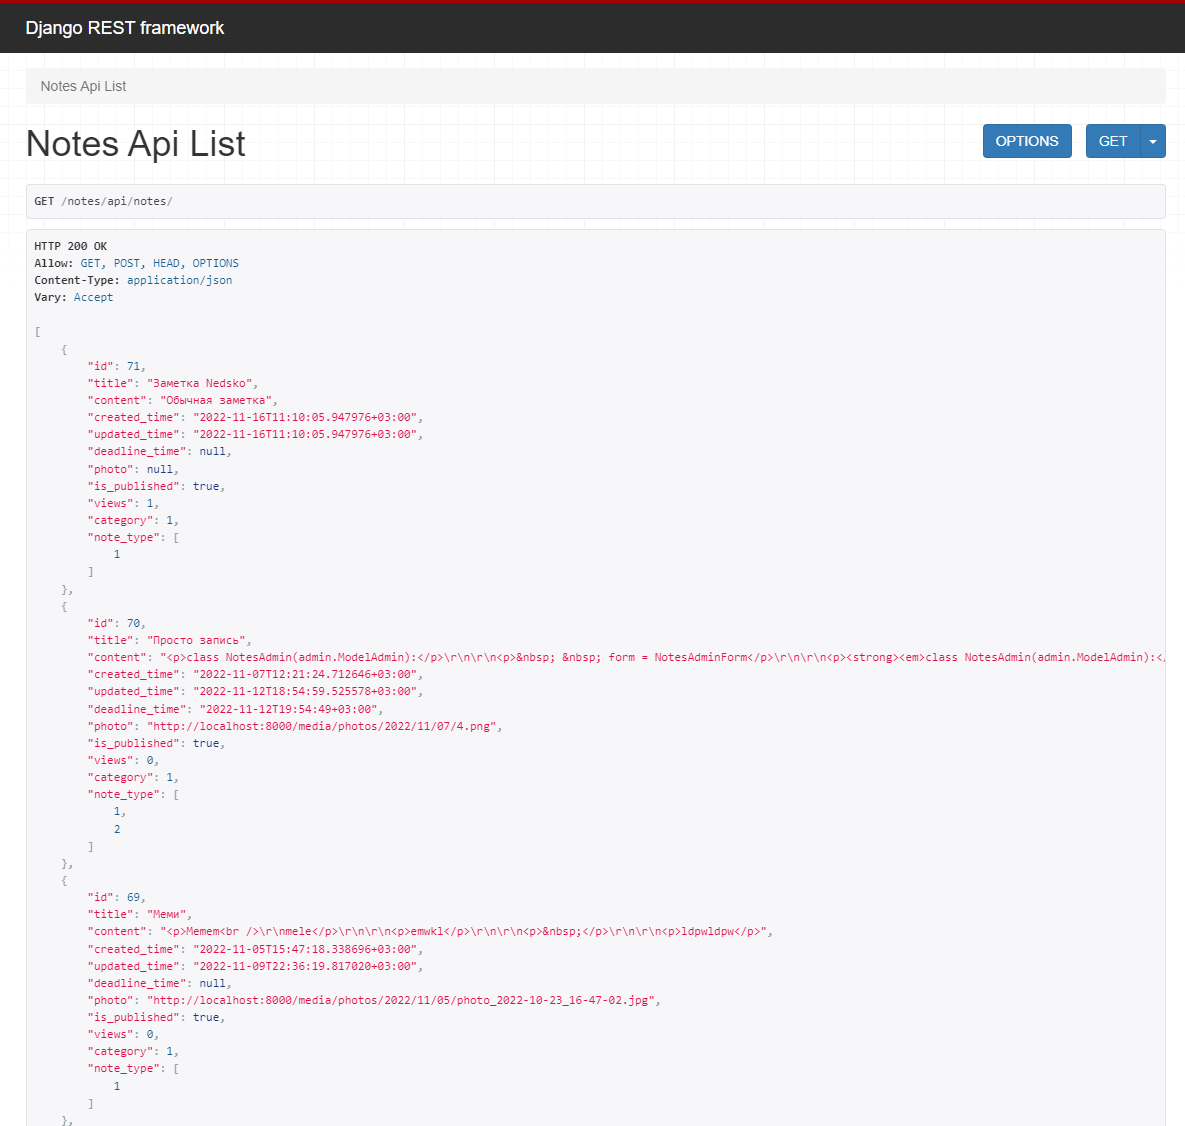 Django REST framework
Notes Api List
Notes Api List
OPTIONS
GET
GET /notes/api/notes/
HTTP 200 OK
Allow: GET, POST, HEAD, OPTIONS
Content-Type: application/json
Vary: Accept
[
{
"id": 71,
"title": "Заметка Nedsko",
"content": "Обычная заметка",
"created_time": "2022-11-16T11:10:05.947976+03:00",
"updated_time": "2022-11-16T11:10:05.947976+03:00",
"deadline_time": null,
"photo": null,
"is_published": true,
"views": 1,
"category": 1,
"note_type": [
1
]
},
{
"id": 70,
"title": "Просто запись",
"content": "<p>class NotesAdmin(admin.ModelAdmin):</p>\r\n\r\n<p>&nbsp; &nbsp; form = NotesAdminForm</p>\r\n\r\n<p><strong><em>class NotesAdmin(admin.ModelAdmin):</
"created_time": "2022-11-07T12:21:24.712646+03:00",
"updated_time": "2022-11-12T18:54:59.525578+03:00",
"deadline_time": "2022-11-12T19:54:49+03:00",
"photo": "http://localhost:8000/media/photos/2022/11/07/4.png",
"is_published": true,
"views": 0,
"category": 1,
"note_type": [
1,
2
]
},
{
"id": 69,
"title": "Меми",
"content": "<p>Memem<br />\r\nmele</p>\r\n\r\n<p>emwkl</p>\r\n\r\n<p>&nbsp;</p>\r\n\r\n<p>ldpwldpw</p>",
"created_time": "2022-11-05T15:47:18.338696+03:00",
"updated_time": "2022-11-09T22:36:19.817020+03:00",
"deadline_time": null,
"photo": "http://localhost:8000/media/photos/2022/11/05/photo_2022-10-23_16-47-02.jpg",
"is_published": true,
"views": 0,
"category": 1,
"note_type": [
1
]
},